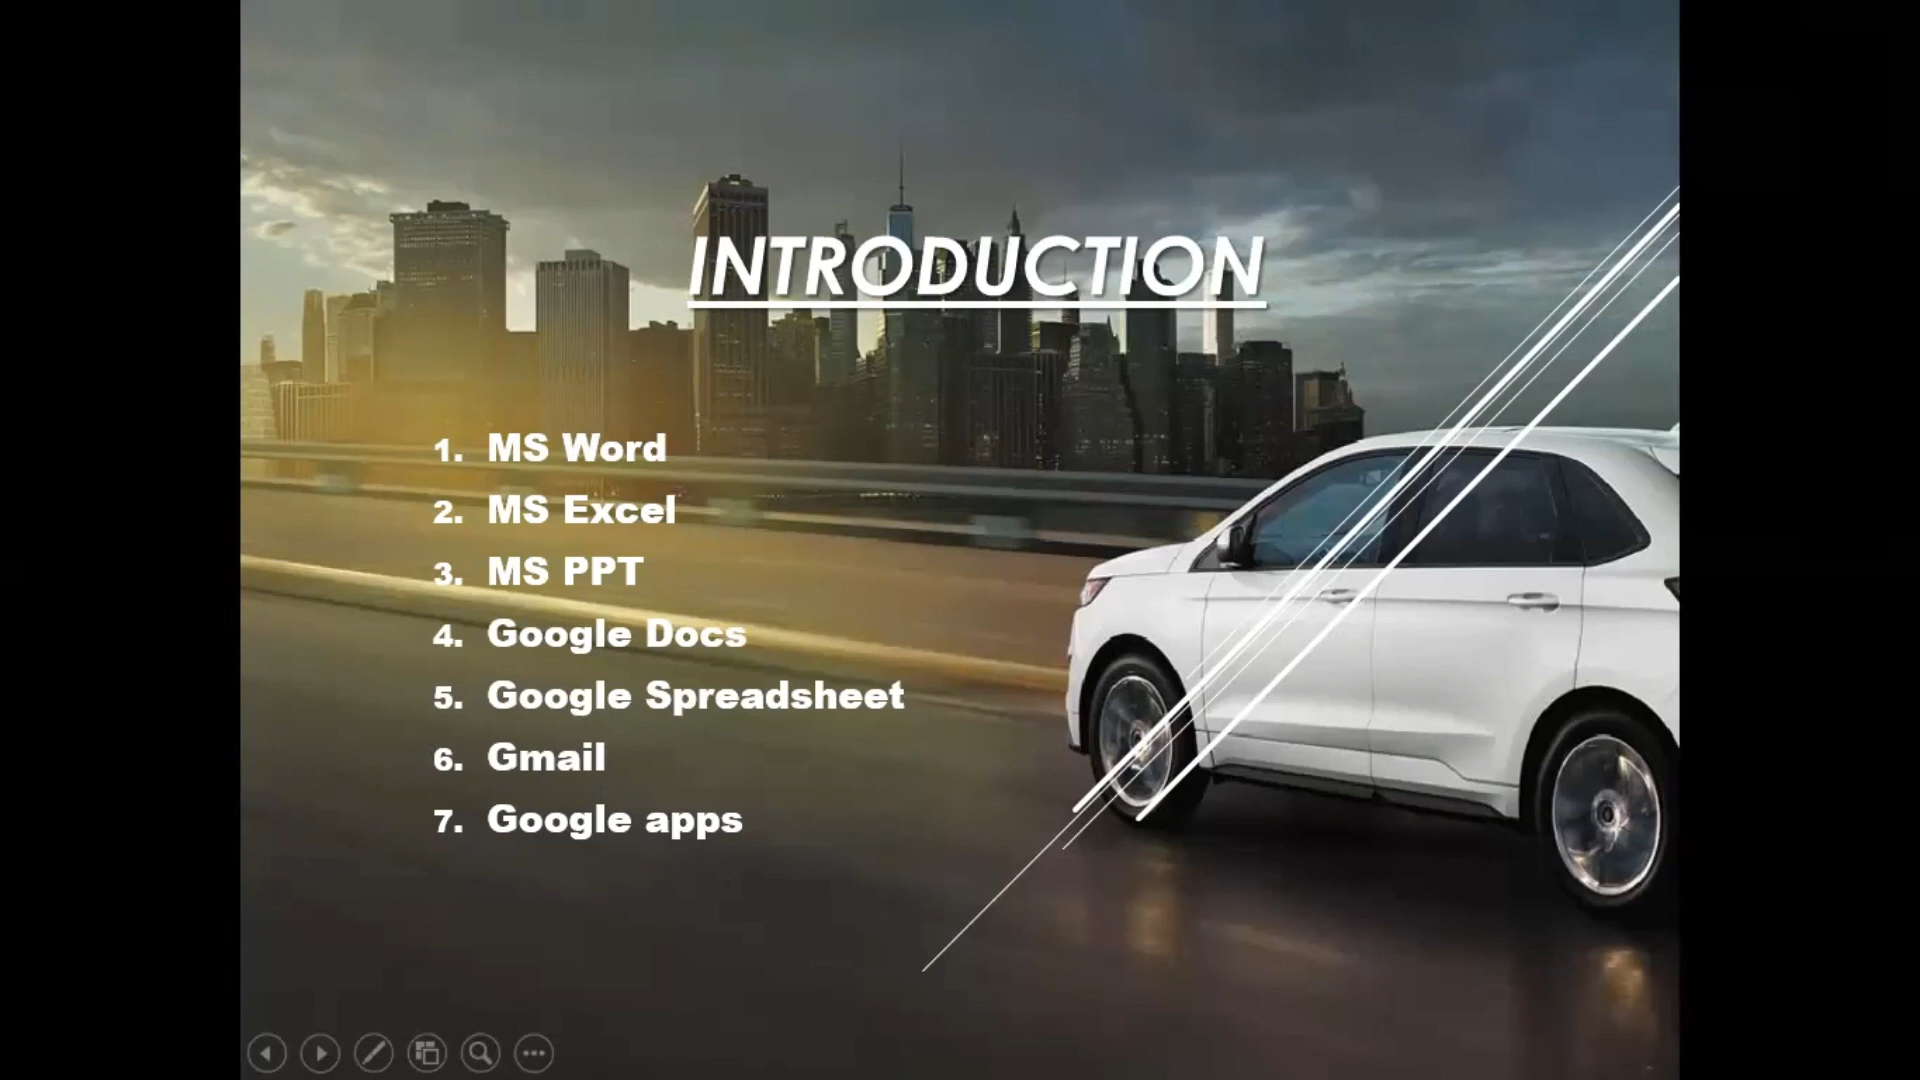 INTRODUCTION
1. MS Word
2. MS Excel
3. MS PPT
4. Google Docs
5. Google Spreadsheet
6. Gmail
7. Google apps